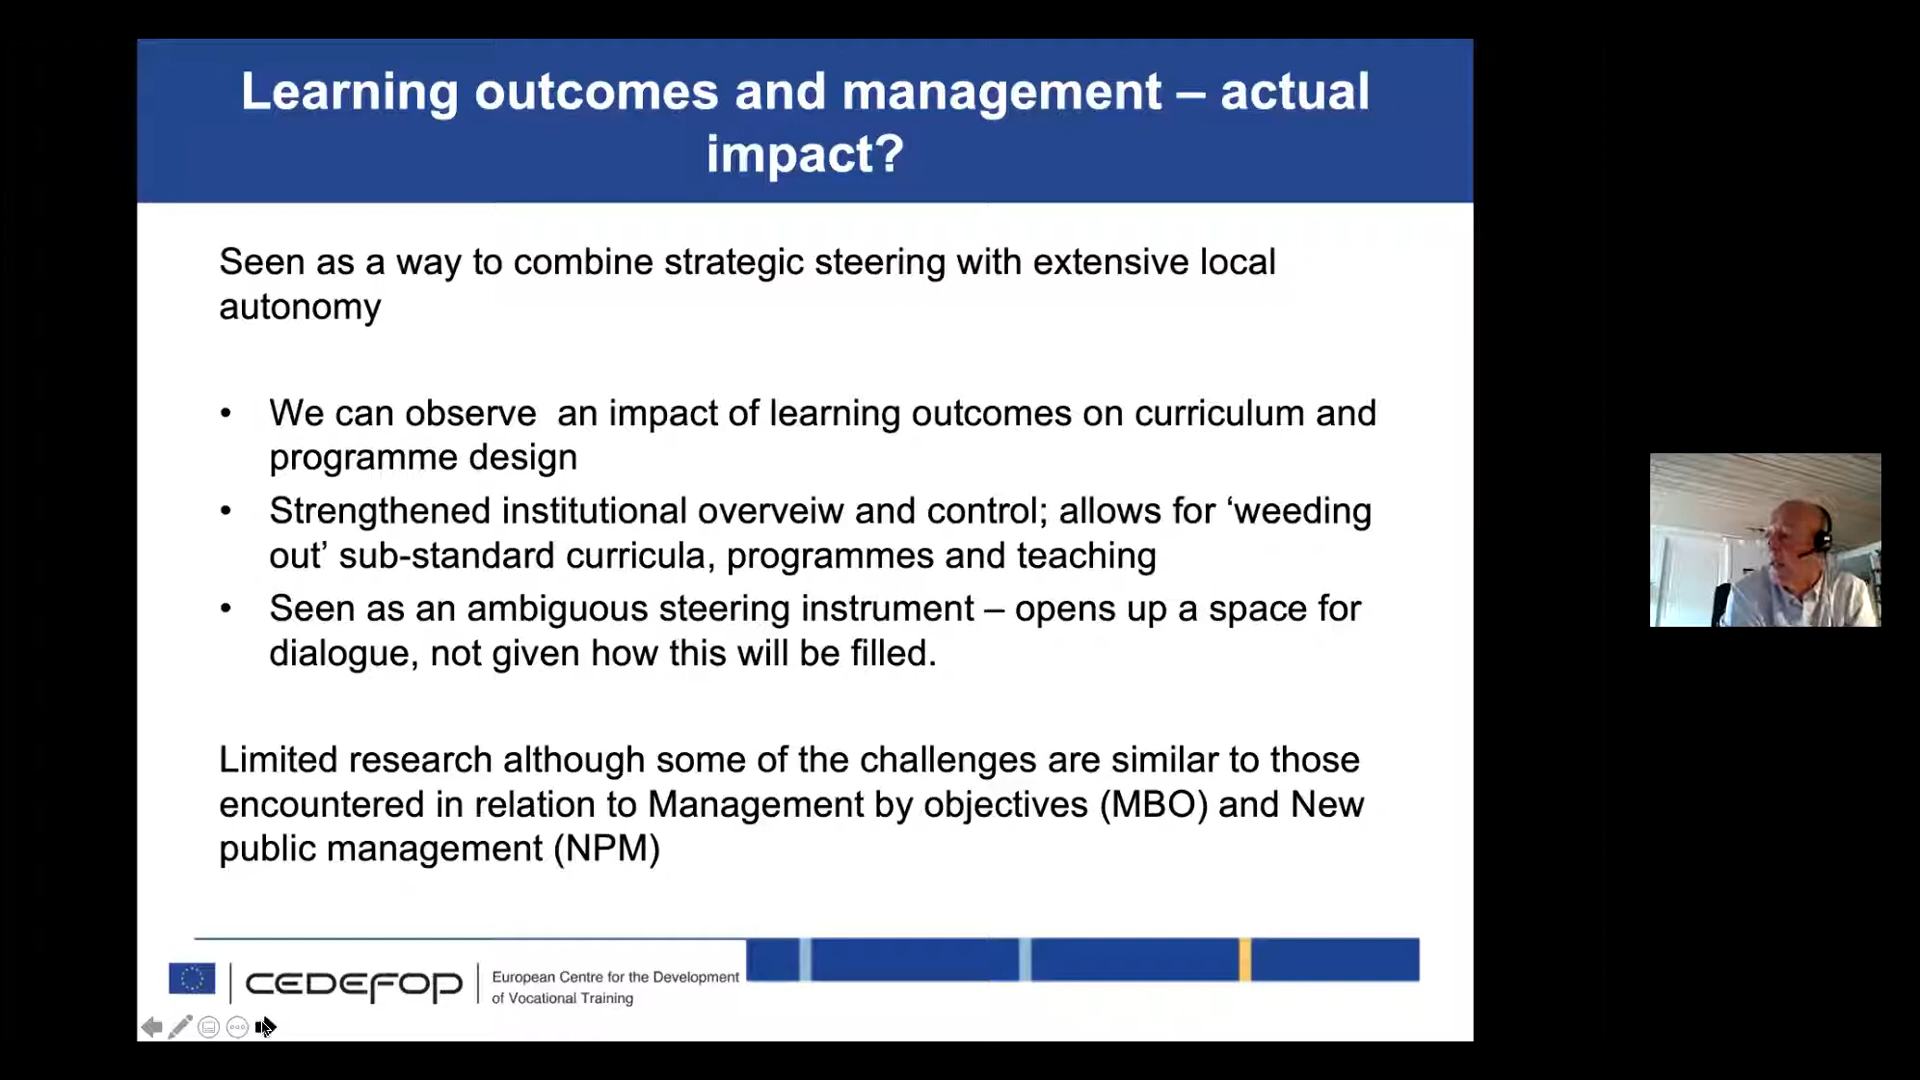 Learning outcomes and management – actual
impact?
Seen as a way to combine strategic steering with extensive local
autonomy
• We can observe  an impact of learning outcomes on curriculum and
programme design
• Strengthened institutional overveiw and control; allows for ‘weeding
out’ sub-standard curricula, programmes and teaching
• Seen as an ambiguous steering instrument – opens up a space for
dialogue, not given how this will be filled.
Limited research although some of the challenges are similar to those
encountered in relation to Management by objectives (MBO) and New
public management (NPM)
CEDEFOP
European Centre for the Development
of Vocational Training